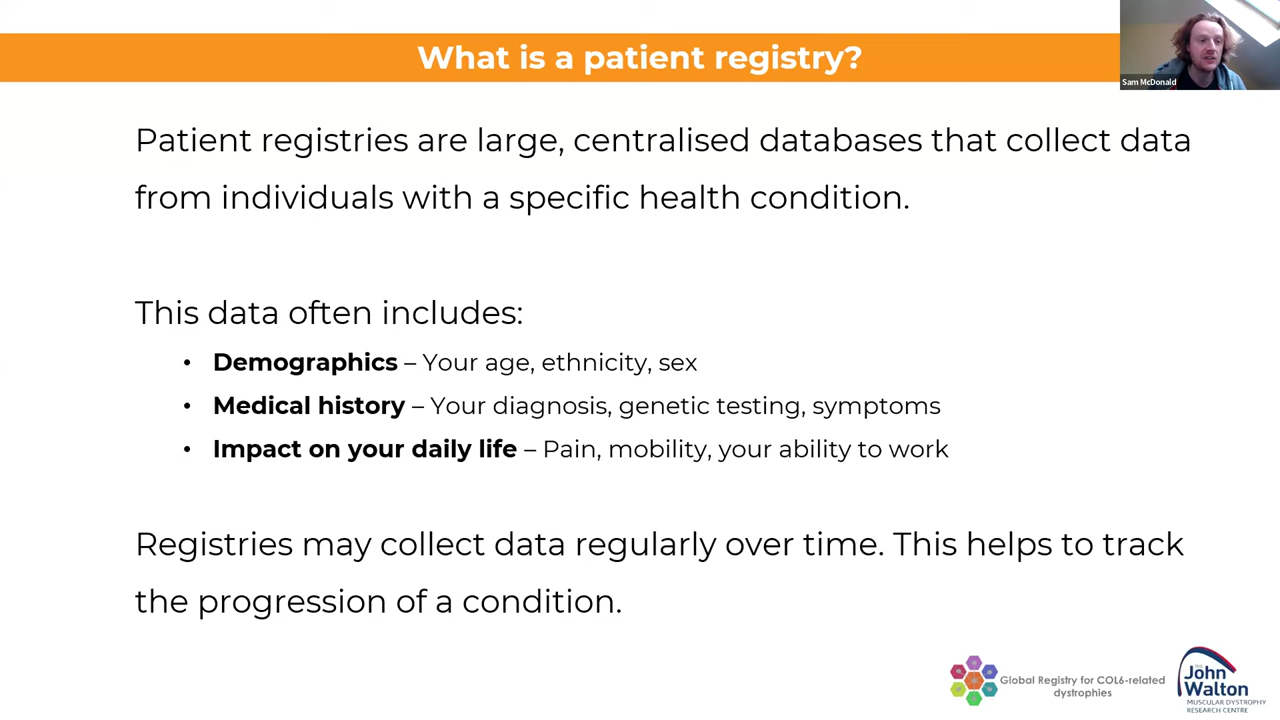 What is a patient registry?
Sam McDonald
Patient registries are large, centralised databases that collect data
from individuals with a specific health condition.
This data often includes:
• Demographics – Your age, ethnicity, sex
• Medical history – Your diagnosis, genetic testing, symptoms
• Impact on your daily life – Pain, mobility, your ability to work
Registries may collect data regularly over time. This helps to track
the progression of a condition.
Global Registry for COL6-related
dystrophies
THE
John
Walton
MUSCULAR DYSTROPHY
RESEARCH CENTRE